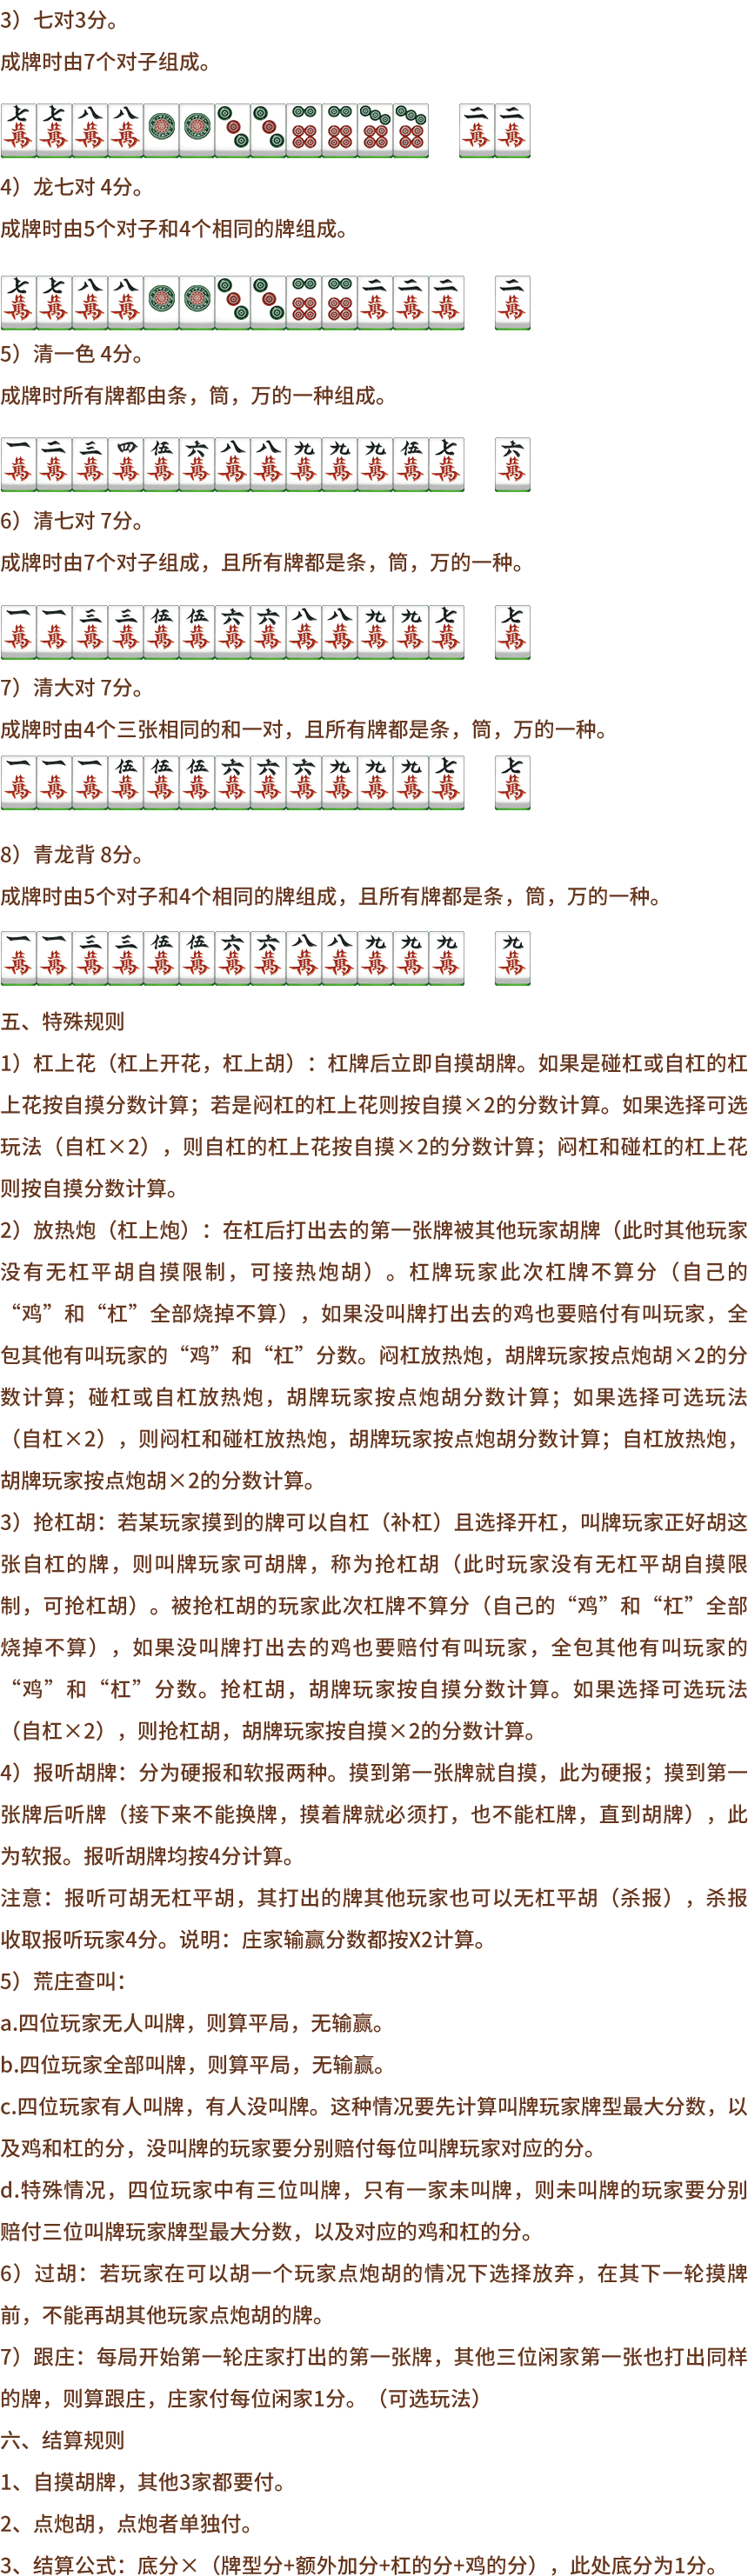 3）七对3分。
成牌时由7个对子组成。
七萬 七萬 八萬 八萬 二萬 二萬
4）龙七对 4分。
成牌时由5个对子和4个相同的牌组成。
七萬 七萬 八萬 八萬 二萬 二萬 二萬 二萬
5）清一色 4分。
成牌时所有牌都由条，筒，万的一种组成。
一萬 二萬 三萬 四萬 伍萬 六萬 八萬 八萬 九萬 九萬 九萬 伍萬 七萬 六萬
6）清七对 7分。
成牌时由7个对子组成，且所有牌都是条，筒，万的一种。
一萬 一萬 三萬 三萬 伍萬 伍萬 六萬 六萬 八萬 八萬 九萬 九萬 七萬 七萬
7）清大对 7分。
成牌时由4个三张相同的和一对，且所有牌都是条，筒，万的一种。
一萬 一萬 一萬 伍萬 伍萬 伍萬 六萬 六萬 六萬 九萬 九萬 九萬 七萬 七萬
8）青龙背 8分。
成牌时由5个对子和4个相同的牌组成，且所有牌都是条，筒，万的一种。
一萬 一萬 三萬 三萬 伍萬 伍萬 六萬 六萬 八萬 八萬 九萬 九萬 九萬 九萬
五、特殊规则
1）杠上花（杠上开花，杠上胡）：杠牌后立即自摸胡牌。如果是碰杠或自杠的杠
上花按自摸分数计算；若是闷杠的杠上花则按自摸×2的分数计算。如果选择可选
玩法（自杠×2），则自杠的杠上花按自摸×2的分数计算；闷杠和碰杠的杠上花
则按自摸分数计算。
2）放热炮（杠上炮）：在杠后打出去的第一张牌被其他玩家胡牌（此时其他玩家
没有无杠平胡自摸限制，可接热炮胡）。杠牌玩家此次杠牌不算分（自己的
“鸡”和“杠”全部烧掉不算），如果没叫牌打出去的鸡也要赔付有叫玩家，全
包其他有叫玩家的“鸡”和“杠”分数。闷杠放热炮，胡牌玩家按点炮胡×2的分
数计算；碰杠或自杠放热炮，胡牌玩家按点炮胡分数计算；如果选择可选玩法
（自杠×2），则闷杠和碰杠放热炮，胡牌玩家按点炮胡分数计算；自杠放热炮，
胡牌玩家按点炮胡×2的分数计算。
3）抢杠胡：若某玩家摸到的牌可以自杠（补杠）且选择开杠，叫牌玩家正好胡这
张自杠的牌，则叫牌玩家可胡牌，称为抢杠胡（此时玩家没有无杠平胡自摸限
制，可抢杠胡）。被抢杠胡的玩家此次杠牌不算分（自己的“鸡”和“杠”全部
烧掉不算），如果没叫牌打出去的鸡也要赔付有叫玩家，全包其他有叫玩家的
“鸡”和“杠”分数。抢杠胡，胡牌玩家按自摸分数计算。如果选择可选玩法
（自杠×2），则抢杠胡，胡牌玩家按自摸×2的分数计算。
4）报听胡牌：分为硬报和软报两种。摸到第一张牌就自摸，此为硬报；摸到第一
张牌后听牌（接下来不能换牌，摸着牌就必须打，也不能杠牌，直到胡牌），此
为软报。报听胡牌均按4分计算。
注意：报听可胡无杠平胡，其打出的牌其他玩家也可以无杠平胡（杀报），杀报
收取报听玩家4分。说明：庄家输赢分数都按X2计算。
5）荒庄查叫：
a.四位玩家无人叫牌，则算平局，无输赢。
b.四位玩家全部叫牌，则算平局，无输赢。
c.四位玩家有人叫牌，有人没叫牌。这种情况要先计算叫牌玩家牌型最大分数，以
及鸡和杠的分，没叫牌的玩家要分别赔付每位叫牌玩家对应的分。
d.特殊情况，四位玩家中有三位叫牌，只有一家未叫牌，则未叫牌的玩家要分别
赔付三位叫牌玩家牌型最大分数，以及对应的鸡和杠的分。
6）过胡：若玩家在可以胡一个玩家点炮胡的情况下选择放弃，在其下一轮摸牌
前，不能再胡其他玩家点炮胡的牌。
7）跟庄：每局开始第一轮庄家打出的第一张牌，其他三位闲家第一张也打出同样
的牌，则算跟庄，庄家付每位闲家1分。（可选玩法）
六、结算规则
1、自摸胡牌，其他3家都要付。
2、点炮胡，点炮者单独付。
3、结算公式：底分×（牌型分+额外加分+杠的分+鸡的分），此处底分为1分。